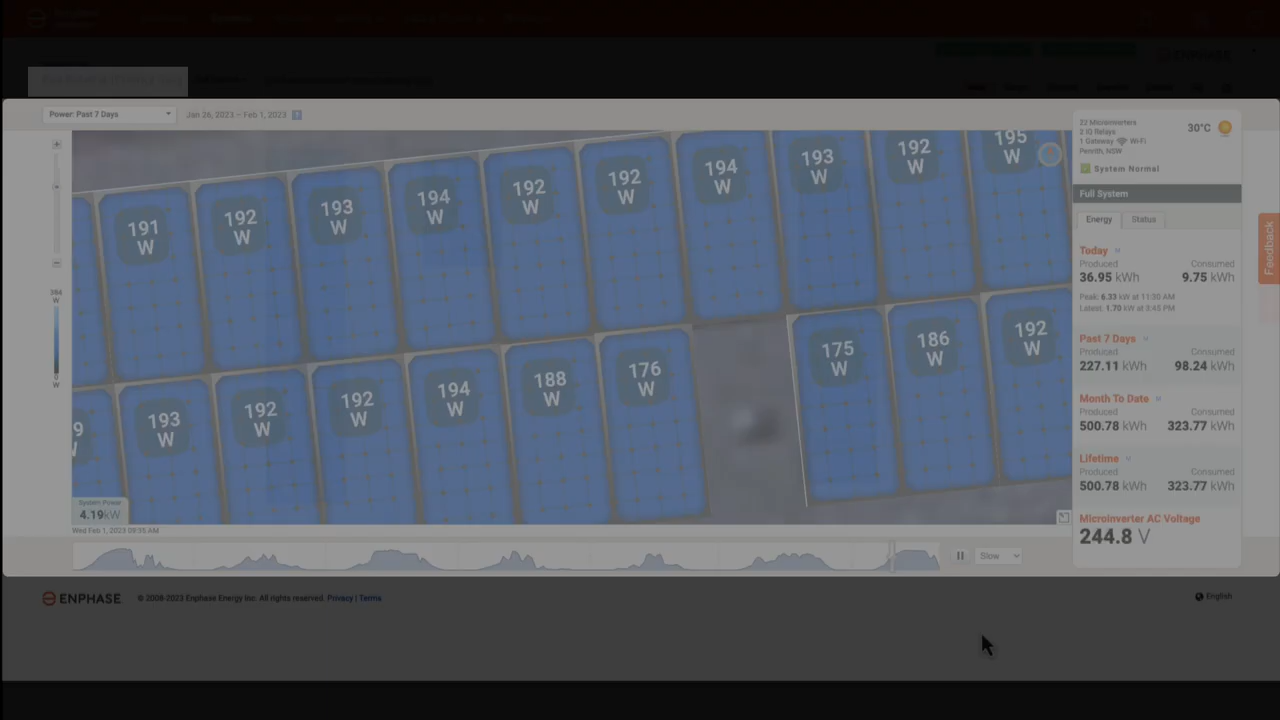 Power: Past 7 Days
Jan 26, 2023 – Feb 1, 2023
22 Microinverters
2 IQ Relays
1 Gateway Wi-Fi
Penrith, NSW
30°C
System Normal
Full System
Energy Status
Today
Produced Consumed
36.95 kWh 9.75 kWh
Peak: 6.33 kW at 11:30 AM
Latest: 1.70 kW at 3:45 PM
Past 7 Days
Produced Consumed
227.11 kWh 98.24 kWh
Month To Date
Produced Consumed
500.78 kWh 323.77 kWh
Lifetime
Produced Consumed
500.78 kWh 323.77 kWh
Microinverter AC Voltage
244.8 V
Feedback
384
W
0
W
191 W
192 W
193 W
194 W
192 W
192 W
194 W
193 W
192 W
195 W
9
W
193 W
192 W
192 W
194 W
188 W
176 W
175 W
186 W
192 W
System Power
4.19kW
Wed Feb 1, 2023 09:35 AM
Slow
ENPHASE
© 2008-2023 Enphase Energy Inc. All rights reserved. Privacy | Terms
English